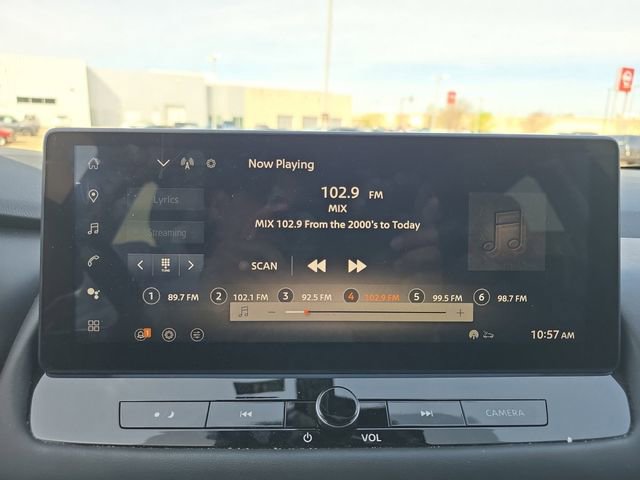 Now Playing
Lyrics
102.9 FM
MIX
MIX 102.9 From the 2000's to Today
Streaming
SCAN
1 89.7 FM 2 102.1 FM 3 92.5 FM 4 102.9 FM 5 99.5 FM 6 98.7 FM
1
10:57 AM
VOL
CAMERA